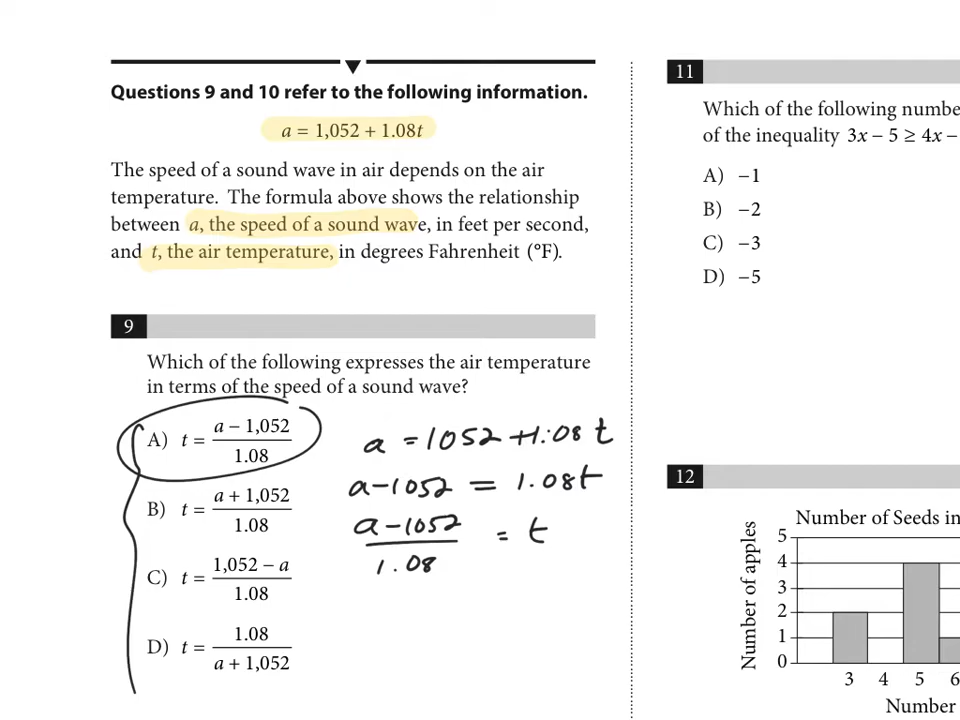 Questions 9 and 10 refer to the following information.
a = 1,052 + 1.08t
The speed of a sound wave in air depends on the air
temperature. The formula above shows the relationship
between a, the speed of a sound wave, in feet per second,
and t, the air temperature, in degrees Fahrenheit (°F).
9
Which of the following expresses the air temperature
in terms of the speed of a sound wave?
A) t = (a − 1,052)/1.08
B) t = (a + 1,052)/1.08
C) t = (1,052 − a)/1.08
D) t = 1.08/(a + 1,052)
a = 1052 + 1.08 t
a - 1052 = 1.08t
(a - 1052)/1.08 = t
11
Which of the following numbe
of the inequality 3x − 5 ≥ 4x −
A) −1
B) −2
C) −3
D) −5
12
Number of Seeds in
Number of apples
5
4
3
2
1
0
3 4 5 6
Number